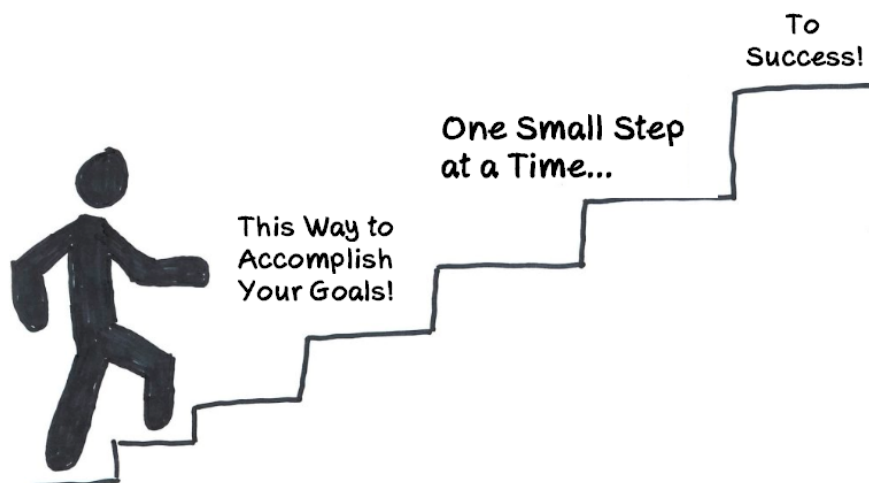 This Way to
Accomplish
Your Goals!
One Small Step
at a Time...
To
Success!